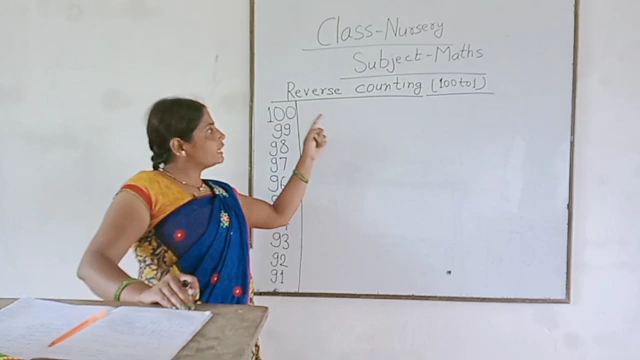 Class-Nursery
Subject-Maths
Reverse counting (100 to 1)
100
99
98
97
96
93
92
91